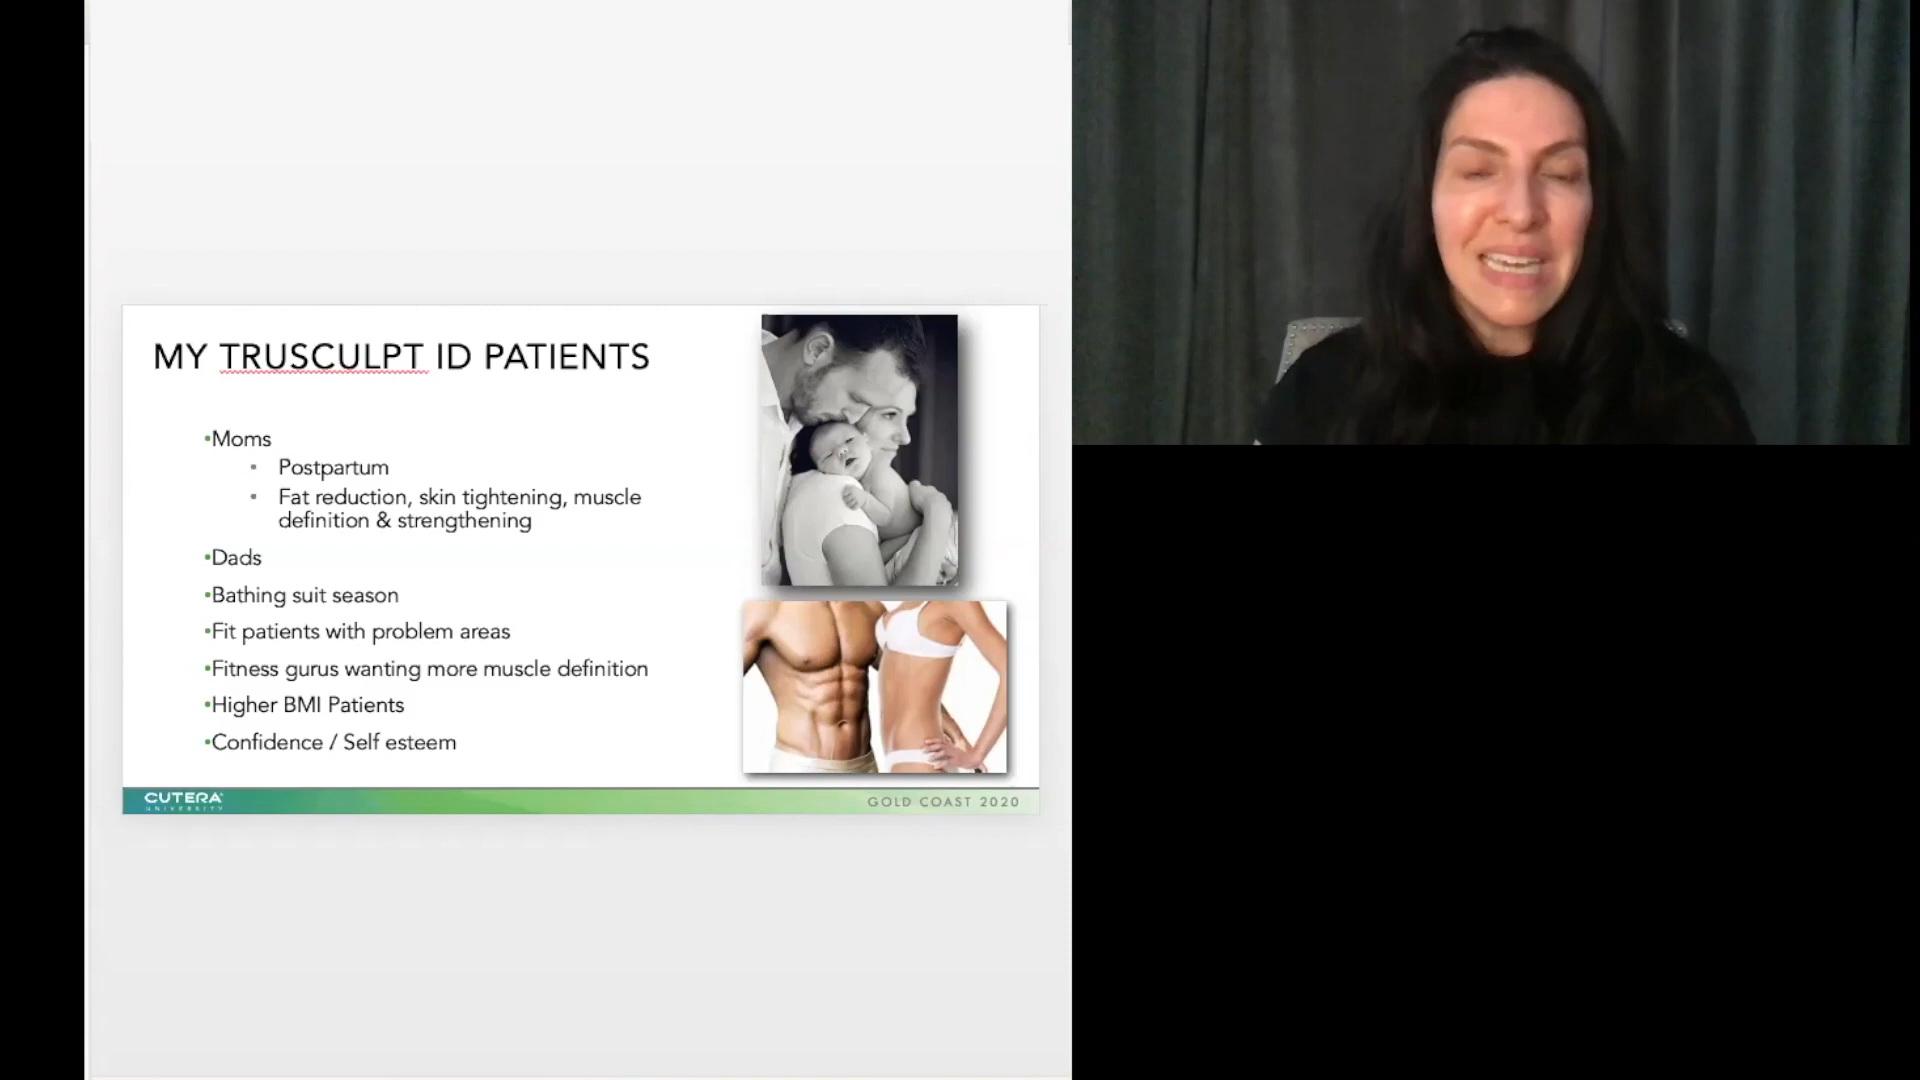 MY TRUSCULPT ID PATIENTS
•Moms
• Postpartum
• Fat reduction, skin tightening, muscle
definition & strengthening
•Dads
•Bathing suit season
•Fit patients with problem areas
•Fitness gurus wanting more muscle definition
•Higher BMI Patients
•Confidence / Self esteem
CUTERA
UNIVERSITY
GOLD COAST 2020